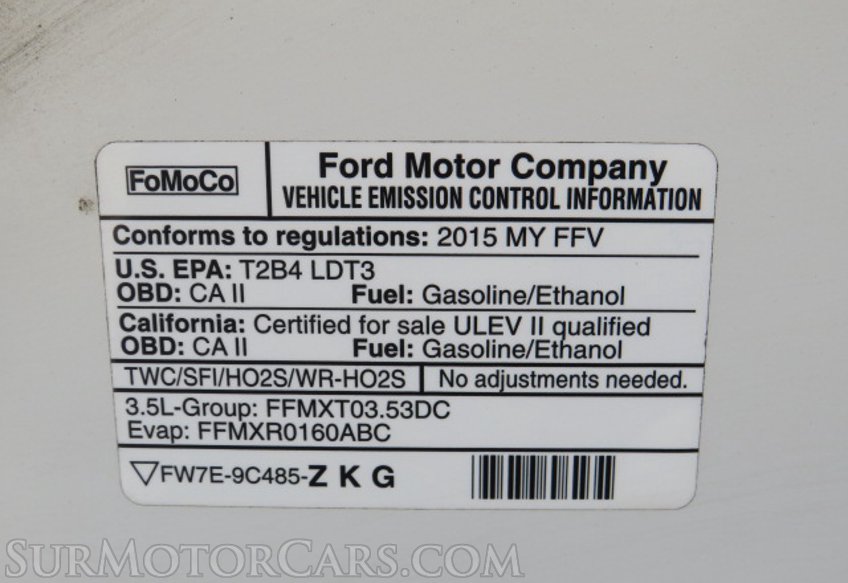 FoMoCo
Ford Motor Company
VEHICLE EMISSION CONTROL INFORMATION
Conforms to regulations: 2015 MY FFV
U.S. EPA: T2B4 LDT3
OBD: CA II Fuel: Gasoline/Ethanol
California: Certified for sale ULEV II qualified
OBD: CA II Fuel: Gasoline/Ethanol
TWC/SFI/HO2S/WR-HO2S No adjustments needed.
3.5L-Group: FFMXT03.53DC
Evap: FFMXR0160ABC
▽FW7E-9C485-Z K G
SurMotorCars.com